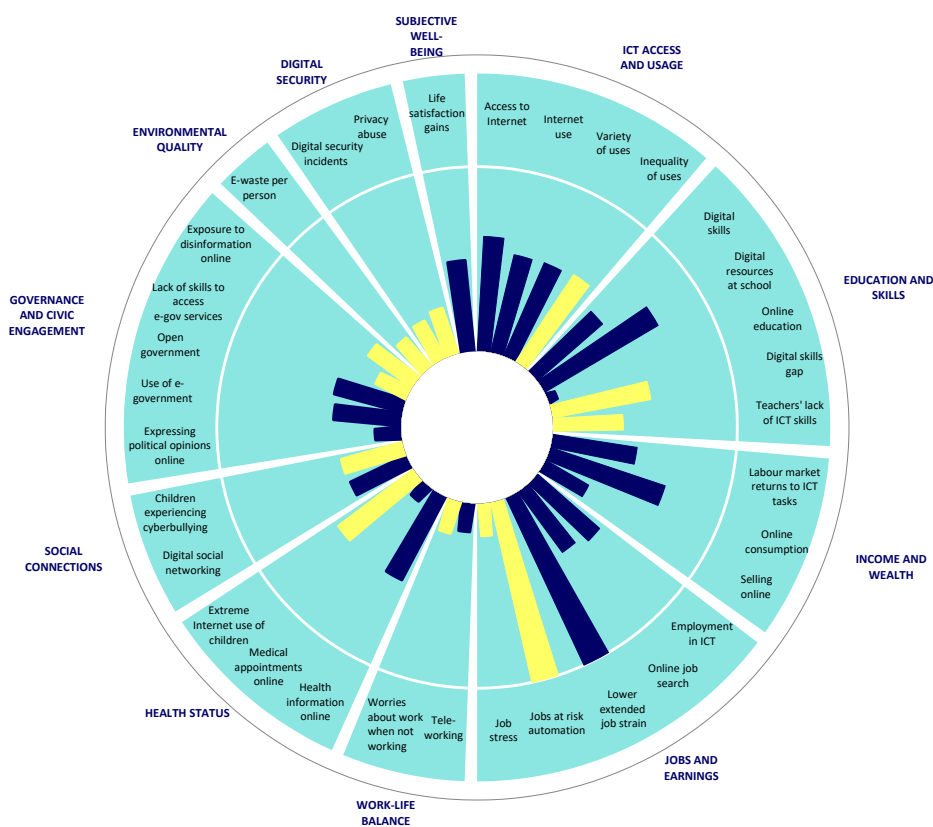 SUBJECTIVE
WELL-
BEING
Life
satisfaction
gains
ICT ACCESS
AND USAGE
Access to
Internet
Internet
use
Variety
of uses
Inequality
of uses
EDUCATION AND
SKILLS
Digital
skills
Digital
resources
at school
Online
education
Digital skills
gap
Teachers' lack
of ICT skills
INCOME AND
WEALTH
Labour market
returns to ICT
tasks
Online
consumption
Selling
online
JOBS AND
EARNINGS
Employment
in ICT
Online job
search
Lower
extended
job strain
Jobs at risk
automation
Job
stress
WORK-LIFE
BALANCE
Tele-
working
Worries
about work
when not
working
HEALTH STATUS
Health
information
online
Medical
appointments
online
Extreme
Internet use of
children
SOCIAL
CONNECTIONS
Digital social
networking
Children
experiencing
cyberbullying
GOVERNANCE
AND CIVIC
ENGAGEMENT
Expressing
political opinions
online
Use of e-
government
Open
government
Lack of skills to
access
e-gov services
Exposure to
disinformation
online
ENVIRONMENTAL
QUALITY
E-waste per
person
DIGITAL
SECURITY
Digital security
incidents
Privacy
abuse